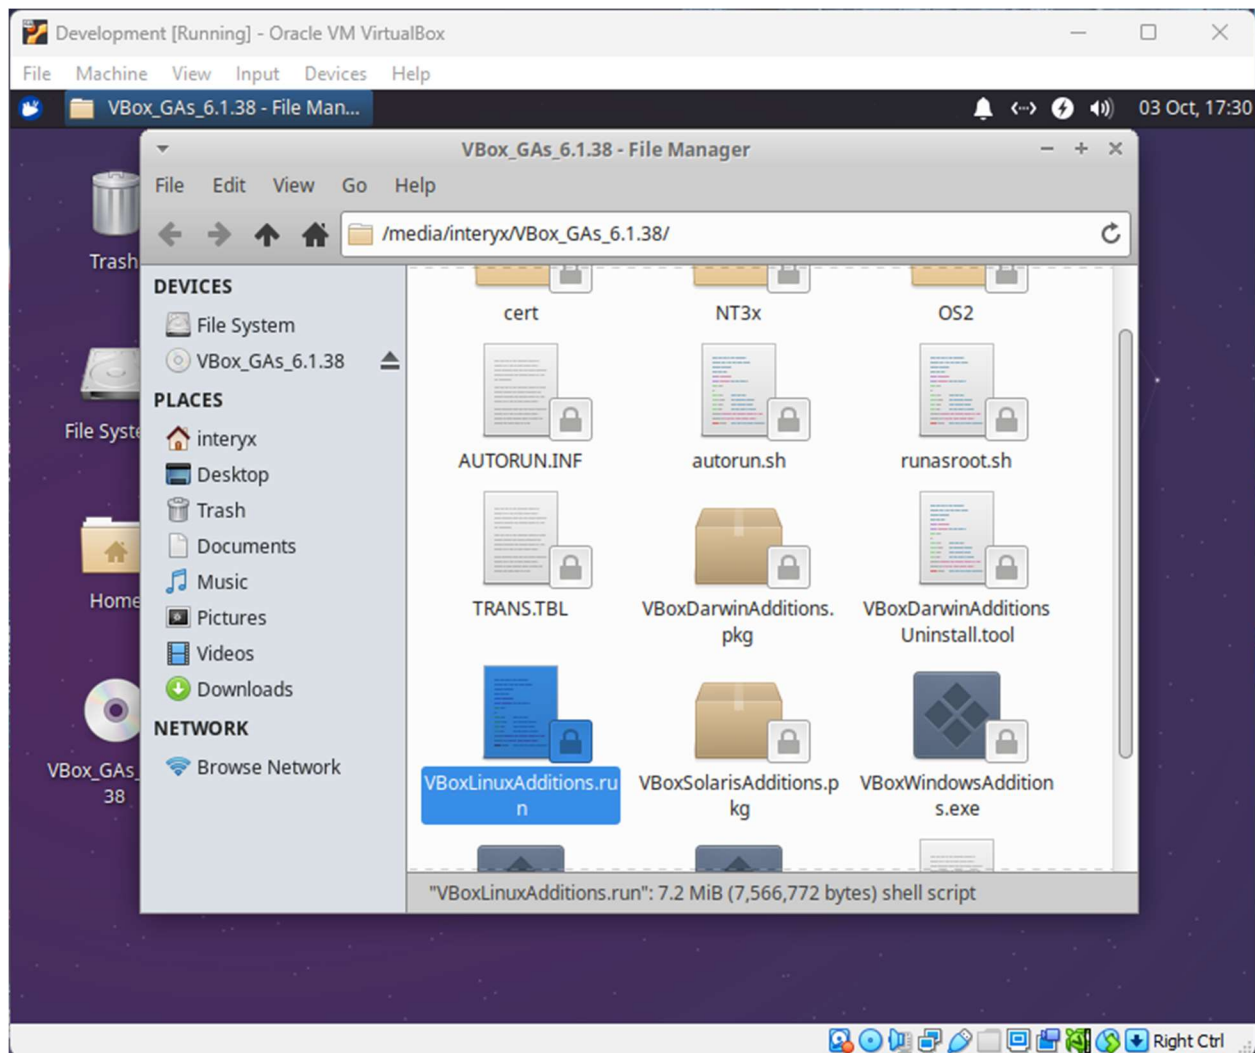 Development [Running] - Oracle VM VirtualBox
File Machine View Input Devices Help
VBox_GAs_6.1.38 - File Man...
03 Oct, 17:30
VBox_GAs_6.1.38 - File Manager
File Edit View Go Help
/media/interyx/VBox_GAs_6.1.38/
Trash
File Syste
Home
VBox_GAs_
38
DEVICES
File System
VBox_GAs_6.1.38
PLACES
interyx
Desktop
Trash
Documents
Music
Pictures
Videos
Downloads
NETWORK
Browse Network
cert
NT3x
OS2
AUTORUN.INF
autorun.sh
runasroot.sh
TRANS.TBL
VBoxDarwinAdditions.
pkg
VBoxDarwinAdditions
Uninstall.tool
VBoxLinuxAdditions.ru
n
VBoxSolarisAdditions.p
kg
VBoxWindowsAddition
s.exe
"VBoxLinuxAdditions.run": 7.2 MiB (7,566,772 bytes) shell script
Right Ctrl